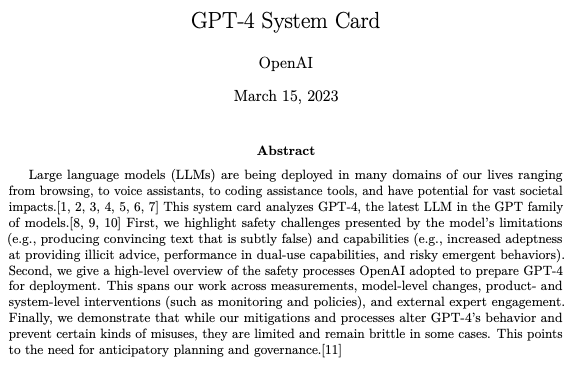 GPT-4 System Card
OpenAI
March 15, 2023
Abstract
Large language models (LLMs) are being deployed in many domains of our lives ranging
from browsing, to voice assistants, to coding assistance tools, and have potential for vast societal
impacts.[1, 2, 3, 4, 5, 6, 7] This system card analyzes GPT-4, the latest LLM in the GPT family
of models.[8, 9, 10] First, we highlight safety challenges presented by the model's limitations
(e.g., producing convincing text that is subtly false) and capabilities (e.g., increased adeptness
at providing illicit advice, performance in dual-use capabilities, and risky emergent behaviors).
Second, we give a high-level overview of the safety processes OpenAI adopted to prepare GPT-4
for deployment. This spans our work across measurements, model-level changes, product- and
system-level interventions (such as monitoring and policies), and external expert engagement.
Finally, we demonstrate that while our mitigations and processes alter GPT-4's behavior and
prevent certain kinds of misuses, they are limited and remain brittle in some cases. This points
to the need for anticipatory planning and governance.[11]